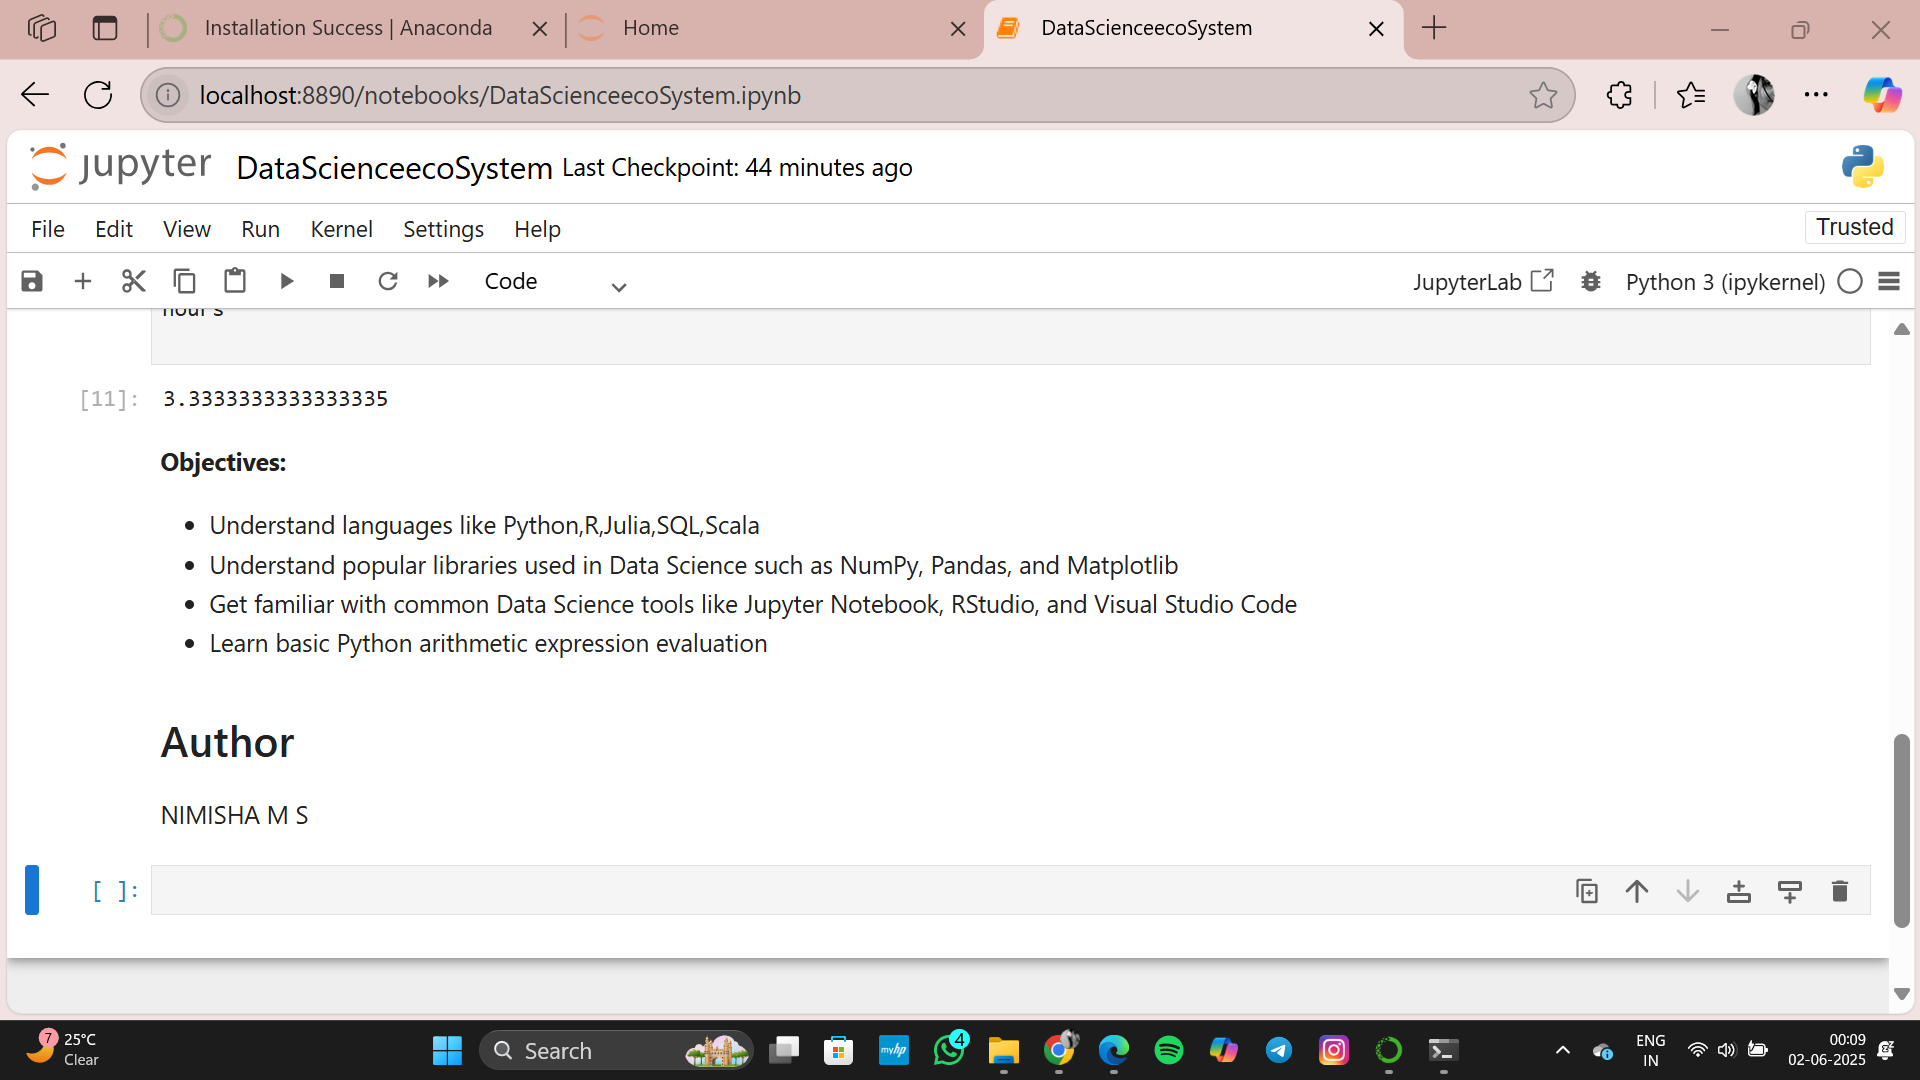 Installation Success | Anaconda
Home
DataScienceecoSystem
localhost:8890/notebooks/DataScienceecoSystem.ipynb
jupyter DataScienceecoSystem Last Checkpoint: 44 minutes ago
File Edit View Run Kernel Settings Help
Trusted
Code
JupyterLab
Python 3 (ipykernel)
hours
[11]: 3.3333333333333335
Objectives:
• Understand languages like Python,R,Julia,SQL,Scala
• Understand popular libraries used in Data Science such as NumPy, Pandas, and Matplotlib
• Get familiar with common Data Science tools like Jupyter Notebook, RStudio, and Visual Studio Code
• Learn basic Python arithmetic expression evaluation
Author
NIMISHA M S
[ ]:
7
25°C
Clear
Search
myhp
4
ENG
IN
00:09
02-06-2025